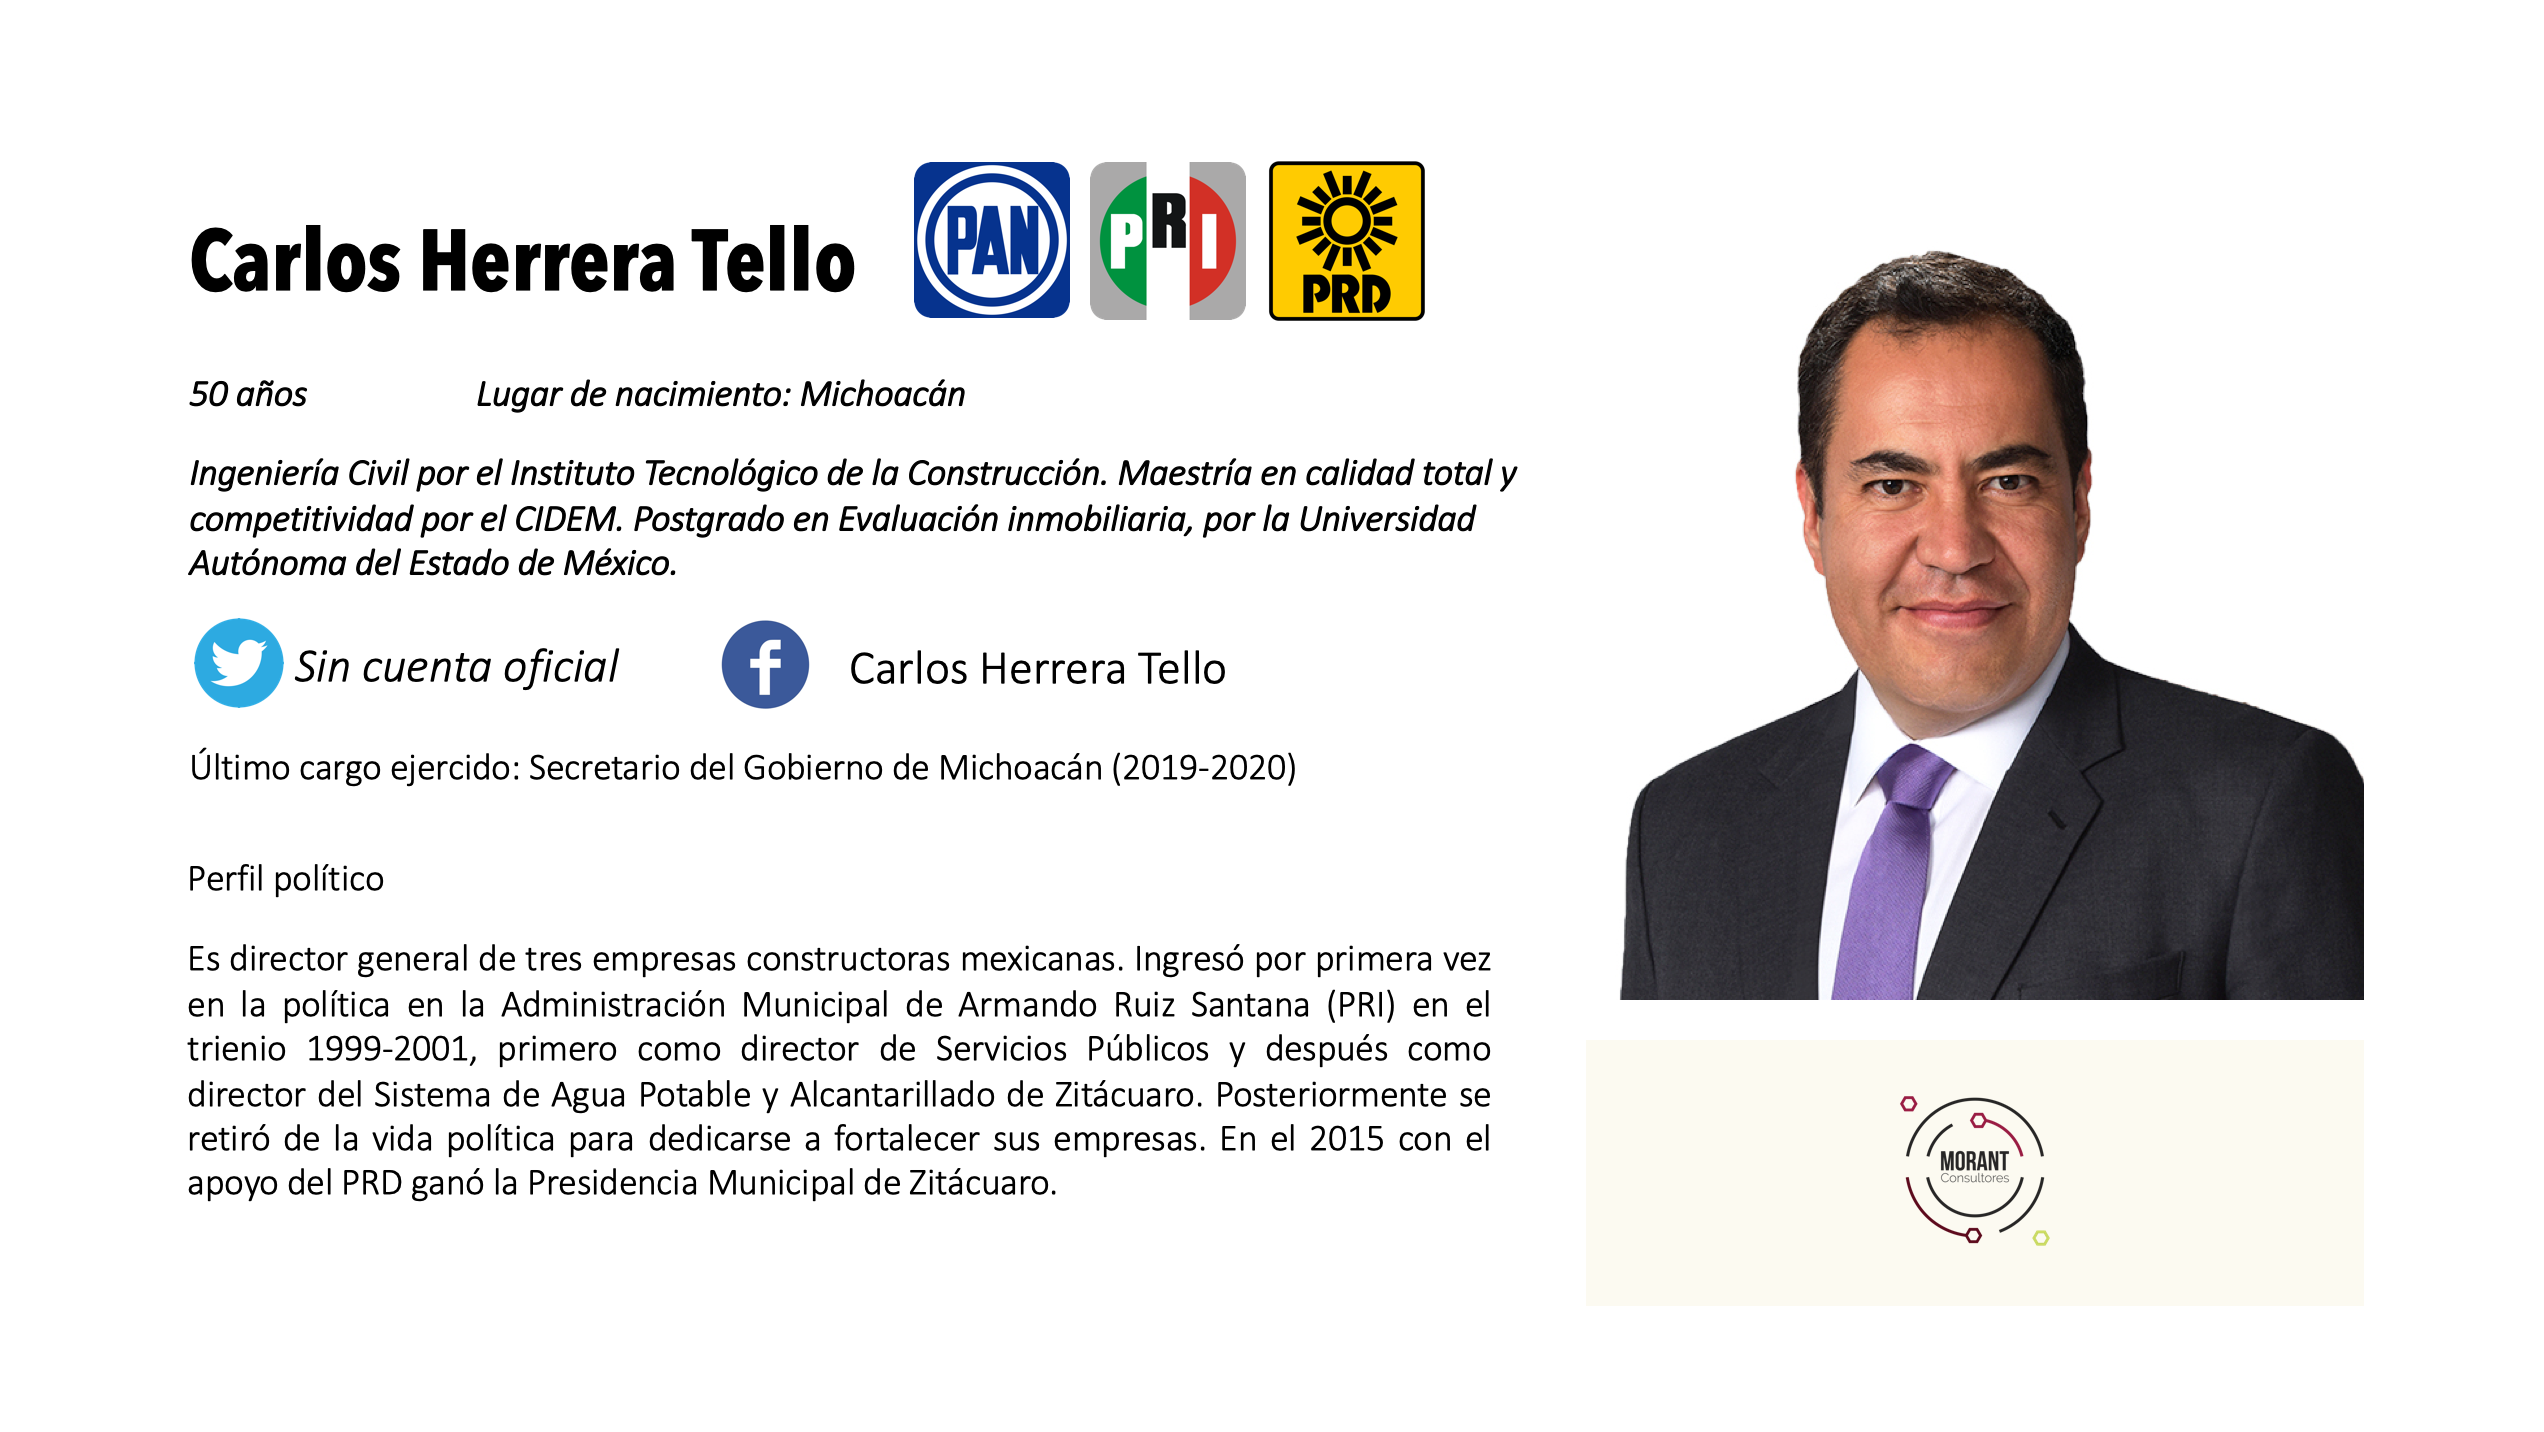 Carlos Herrera Tello
PAN
PRI
PRD
50 años Lugar de nacimiento: Michoacán
Ingeniería Civil por el Instituto Tecnológico de la Construcción. Maestría en calidad total y
competitividad por el CIDEM. Postgrado en Evaluación inmobiliaria, por la Universidad
Autónoma del Estado de México.
Sin cuenta oficial
f
Carlos Herrera Tello
Último cargo ejercido: Secretario del Gobierno de Michoacán (2019-2020)
Perfil político
Es director general de tres empresas constructoras mexicanas. Ingresó por primera vez
en la política en la Administración Municipal de Armando Ruiz Santana (PRI) en el
trienio 1999-2001, primero como director de Servicios Públicos y después como
director del Sistema de Agua Potable y Alcantarillado de Zitácuaro. Posteriormente se
retiró de la vida política para dedicarse a fortalecer sus empresas. En el 2015 con el
apoyo del PRD ganó la Presidencia Municipal de Zitácuaro.
MORANT
Consultores